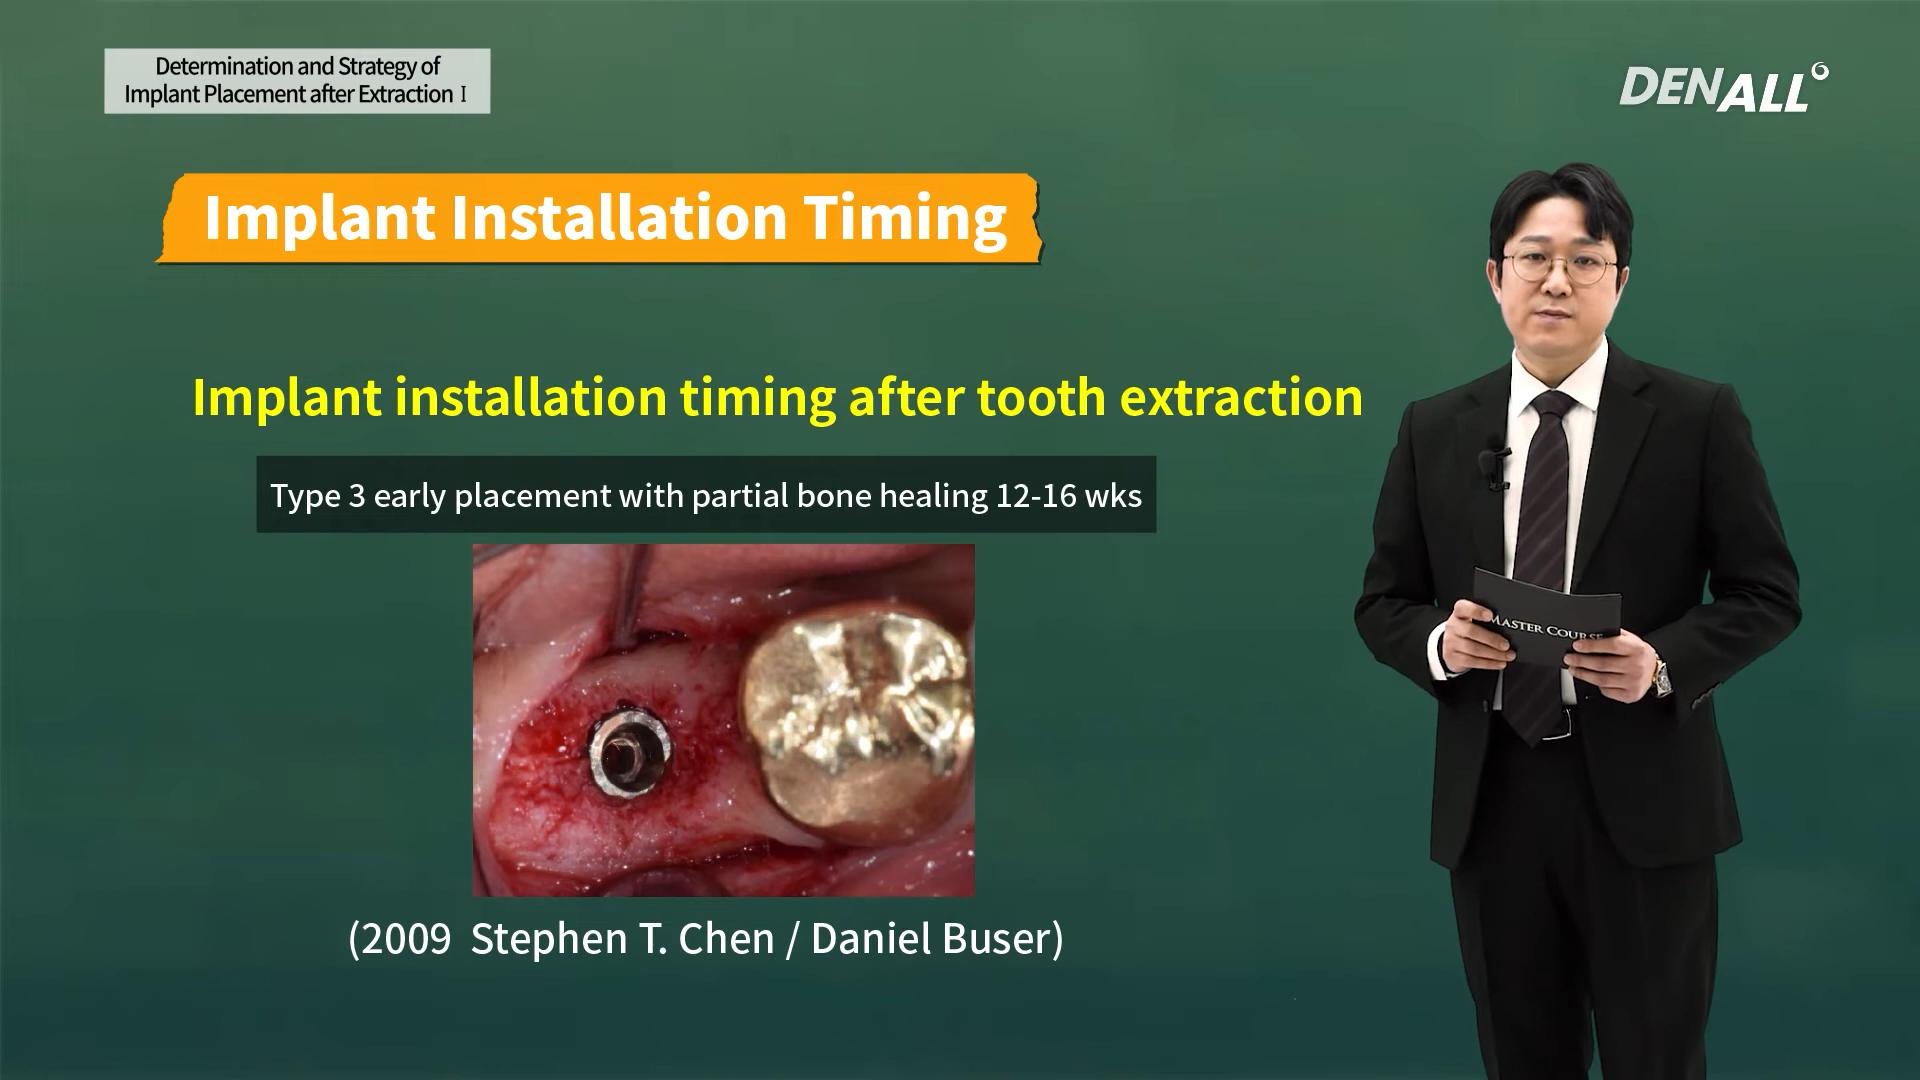 Determination and Strategy of
Implant Placement after Extraction Ⅰ
DENALL
Implant Installation Timing
Implant installation timing after tooth extraction
Type 3 early placement with partial bone healing 12-16 wks
MASTER COURSE
(2009 Stephen T. Chen / Daniel Buser)